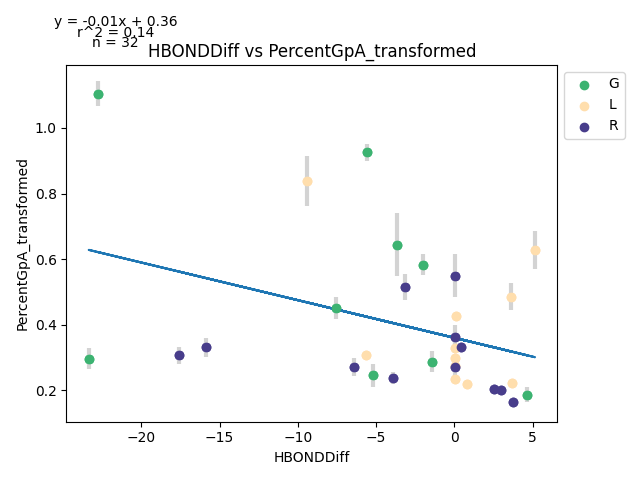 y = -0.01x + 0.36
r^2 = 0.14
n = 32
HBONDDiff vs PercentGpA_transformed
G
L
R
PercentGpA_transformed
1.0
0.8
0.6
0.4
0.2
−20
−15
−10
−5
0
5
HBONDDiff